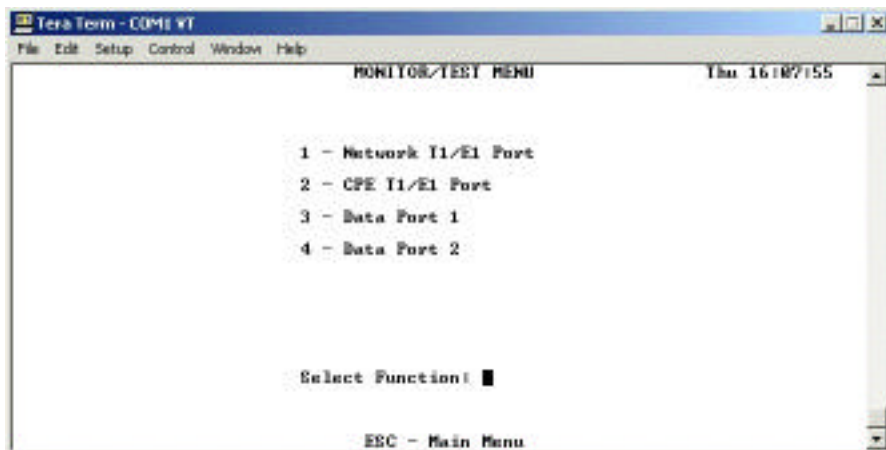 Tera Term - COM1 VT
File Edit Setup Control Window Help
MONITOR/TEST MENU Thu 16:07:55
1 - Network T1/E1 Port
2 - CPE T1/E1 Port
3 - Data Port 1
4 - Data Port 2
Select Function:
ESC - Main Menu